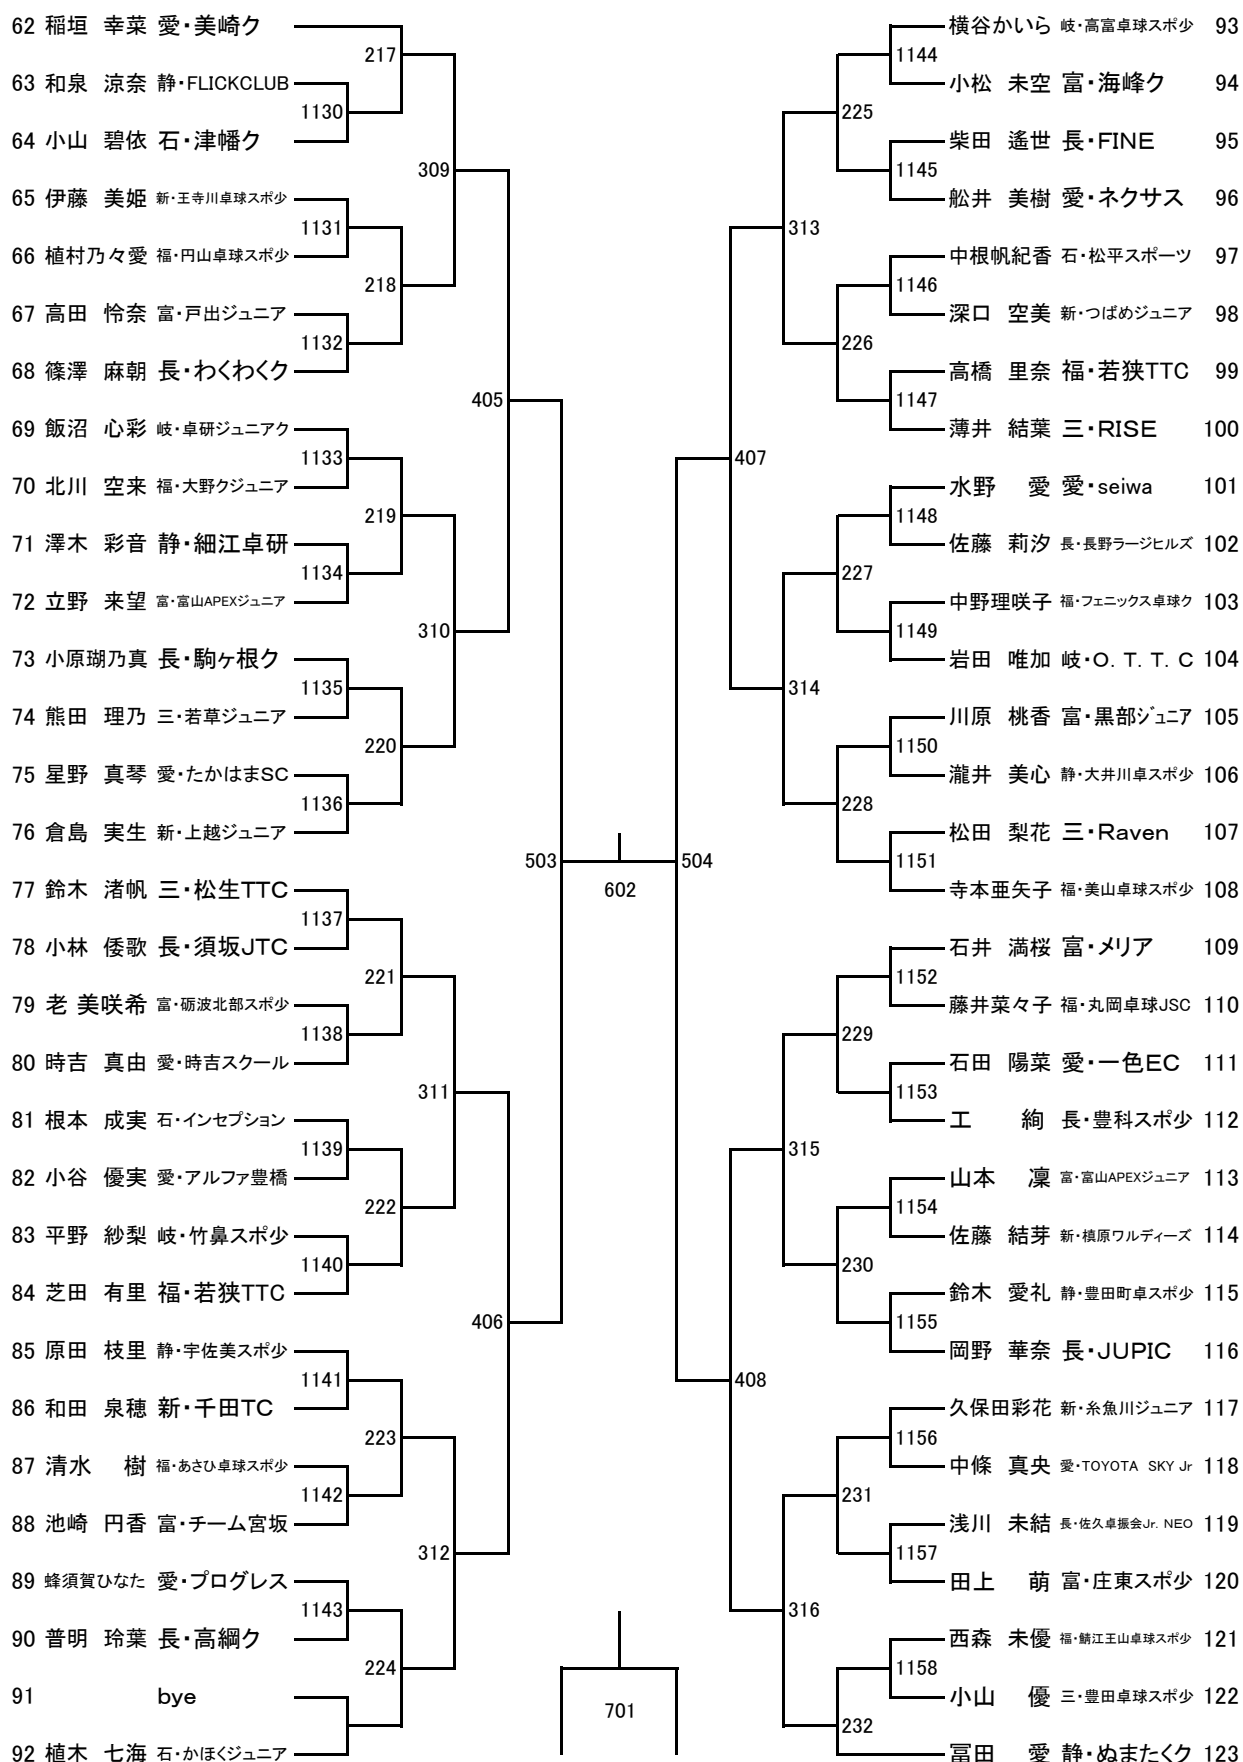 62 稲垣 幸菜 愛・美崎ク
217
63 和泉 涼奈 静・FLICKCLUB
1130
64 小山 碧依 石・津幡ク
309
65 伊藤 美姫 新・王寺川卓球スポ少
1131
66 植村乃々愛 福・円山卓球スポ少
218
67 高田 怜奈 富・戸出ジュニア
1132
68 篠澤 麻朝 長・わくわくク
405
69 飯沼 心彩 岐・卓研ジュニアク
1133
70 北川 空来 福・大野クジュニア
219
71 澤木 彩音 静・細江卓研
1134
72 立野 来望 富・富山APEXジュニア
310
73 小原瑚乃真 長・駒ヶ根ク
1135
74 熊田 理乃 三・若草ジュニア
220
75 星野 真琴 愛・たかはまSC
1136
76 倉島 実生 新・上越ジュニア
503
77 鈴木 渚帆 三・松生TTC
1137
78 小林 倭歌 長・須坂JTC
221
79 老 美咲希 富・砺波北部スポ少
1138
80 時吉 真由 愛・時吉スクール
311
81 根本 成実 石・インセプション
1139
82 小谷 優実 愛・アルファ豊橋
222
83 平野 紗梨 岐・竹鼻スポ少
1140
84 芝田 有里 福・若狭TTC
406
85 原田 枝里 静・宇佐美スポ少
1141
86 和田 泉穂 新・千田TC
223
87 清水 樹 福・あさひ卓球スポ少
1142
88 池崎 円香 富・チーム宮坂
312
89 蜂須賀ひなた 愛・プログレス
1143
90 普明 玲葉 長・高綱ク
224
91 bye
92 植木 七海 石・かほくジュニア
602
701
横谷かいら 岐・高富卓球スポ少 93
1144
小松 未空 富・海峰ク 94
225
柴田 遙世 長・FINE 95
1145
舩井 美樹 愛・ネクサス 96
313
中根帆紀香 石・松平スポーツ 97
1146
深口 空美 新・つばめジュニア 98
226
高橋 里奈 福・若狭TTC 99
1147
薄井 結葉 三・RISE 100
407
水野 愛 愛・seiwa 101
1148
佐藤 莉汐 長・長野ラージヒルズ 102
227
中野理咲子 福・フェニックス卓球ク 103
1149
岩田 唯加 岐・O.T.T.C 104
314
川原 桃香 富・黒部ジュニア 105
1150
瀧井 美心 静・大井川卓スポ少 106
228
松田 梨花 三・Raven 107
1151
寺本亜矢子 福・美山卓球スポ少 108
504
石井 満桜 富・メリア 109
1152
藤井菜々子 福・丸岡卓球JSC 110
229
石田 陽菜 愛・一色EC 111
1153
工 絢 長・豊科スポ少 112
315
山本 凜 富・富山APEXジュニア 113
1154
佐藤 結芽 新・槙原ワルディーズ 114
230
鈴木 愛礼 静・豊田町卓スポ少 115
1155
岡野 華奈 長・JUPIC 116
408
久保田彩花 新・糸魚川ジュニア 117
1156
中條 真央 愛・TOYOTA SKY Jr 118
231
浅川 未結 長・佐久卓振会Jr.NEO 119
1157
田上 萌 富・庄東スポ少 120
316
西森 未優 福・鯖江王山卓球スポ少 121
1158
小山 優 三・豊田卓球スポ少 122
232
冨田 愛 静・ぬまたくク 123